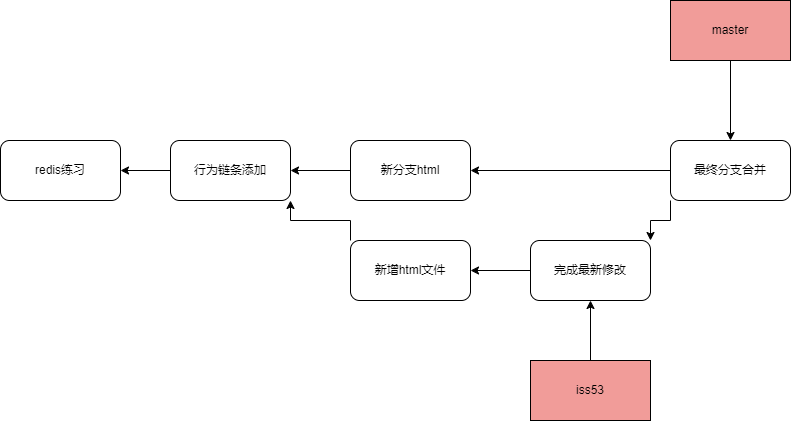 master
redis练习
行为链条添加
新分支html
最终分支合并
新增html文件
完成最新修改
iss53